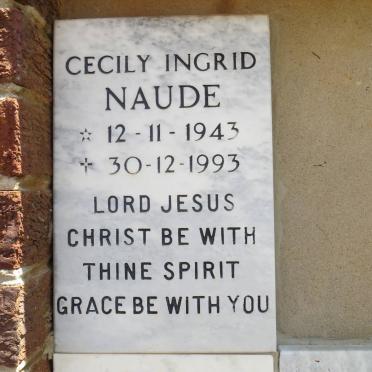 CECILY INGRID
NAUDE
☆ 12-11-1943
✝ 30-12-1993
LORD JESUS
CHRIST BE WITH
THINE SPIRIT
GRACE BE WITH YOU